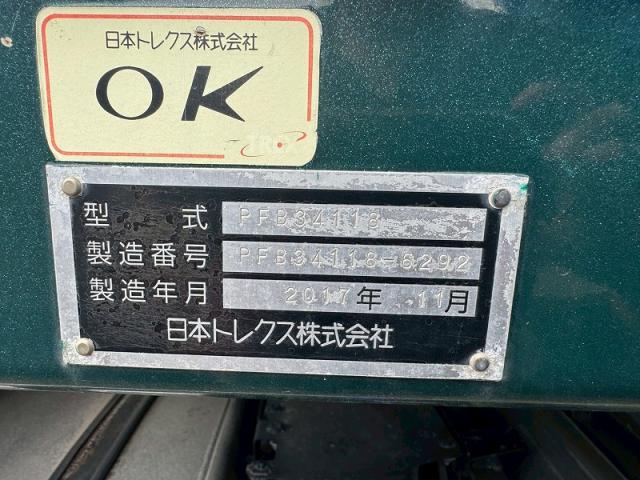 日本トレクス株式会社
OK
型 式 PFB34118
製造番号 PFB34118-6292
製造年月 2017年 11月
日本トレクス株式会社